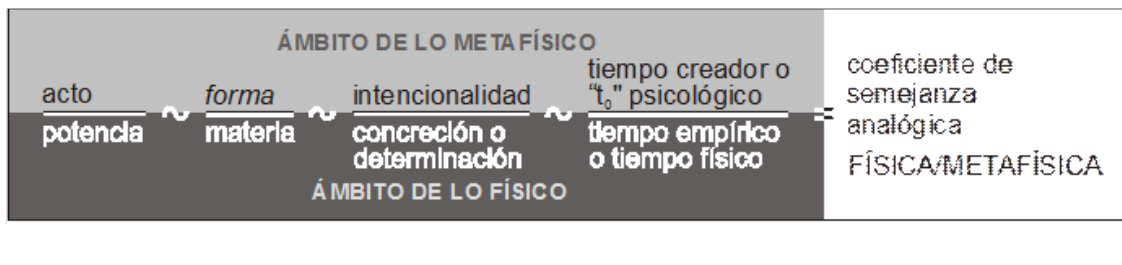 ÁMBITO DE LO METAFÍSICO
acto ~ forma ~ intencionalidad ~ tiempo creador o
"t₀" psicológico =
potencia materia concreción o
determinación tiempo empírico
o tiempo físico
ÁMBITO DE LO FÍSICO
coeficiente de
semejanza
analógica
FÍSICA/METAFÍSICA